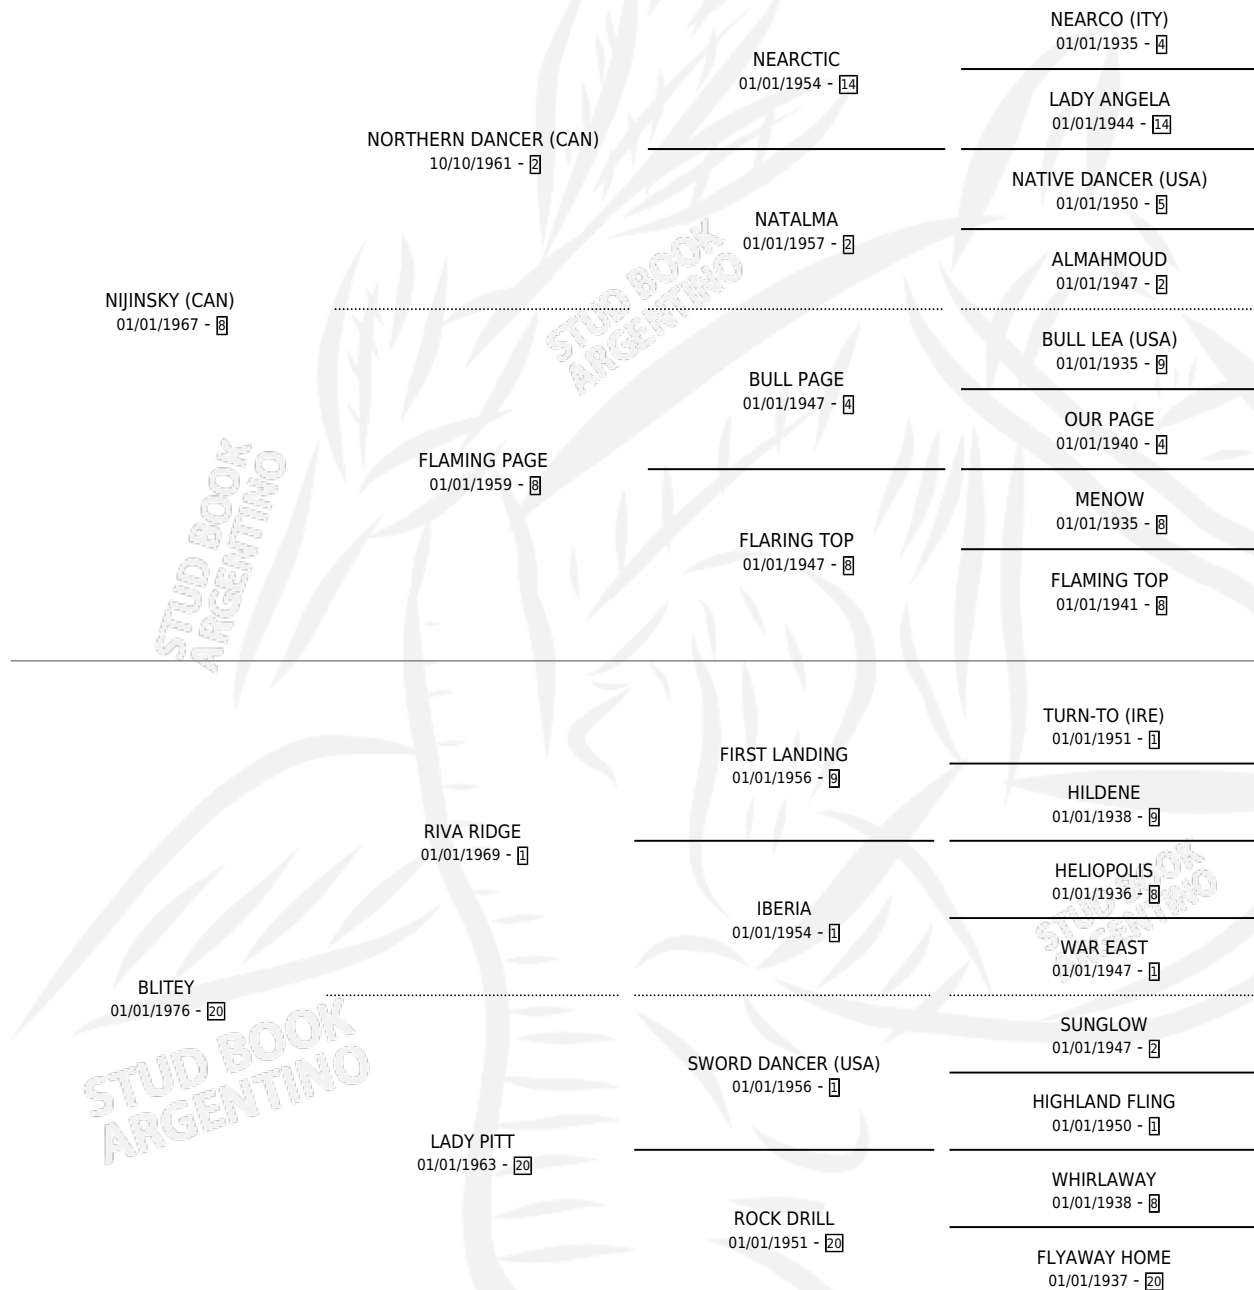 NIJINSKY (CAN)
01/01/1967 - 8
NORTHERN DANCER (CAN)
10/10/1961 - 2
NEARCTIC
01/01/1954 - 14
NEARCO (ITY)
01/01/1935 - 4
LADY ANGELA
01/01/1944 - 14
NATALMA
01/01/1957 - 2
NATIVE DANCER (USA)
01/01/1950 - 5
ALMAHMOUD
01/01/1947 - 2
FLAMING PAGE
01/01/1959 - 8
BULL PAGE
01/01/1947 - 4
BULL LEA (USA)
01/01/1935 - 9
OUR PAGE
01/01/1940 - 4
FLARING TOP
01/01/1947 - 8
MENOW
01/01/1935 - 8
FLAMING TOP
01/01/1941 - 8
BLITEY
01/01/1976 - 20
RIVA RIDGE
01/01/1969 - 1
FIRST LANDING
01/01/1956 - 9
TURN-TO (IRE)
01/01/1951 - 1
HILDENE
01/01/1938 - 9
IBERIA
01/01/1954 - 1
HELIOPOLIS
01/01/1936 - 8
WAR EAST
01/01/1947 - 1
LADY PITT
01/01/1963 - 20
SWORD DANCER (USA)
01/01/1956 - 1
SUNGLOW
01/01/1947 - 2
HIGHLAND FLING
01/01/1950 - 1
ROCK DRILL
01/01/1951 - 20
WHIRLAWAY
01/01/1938 - 8
FLYAWAY HOME
01/01/1937 - 20
STUD BOOK
ARGENTINO
STUD BOOK
ARGENTINO
STUD BOOK
ARGENTINO
STUD BOOK
ARGENTINO